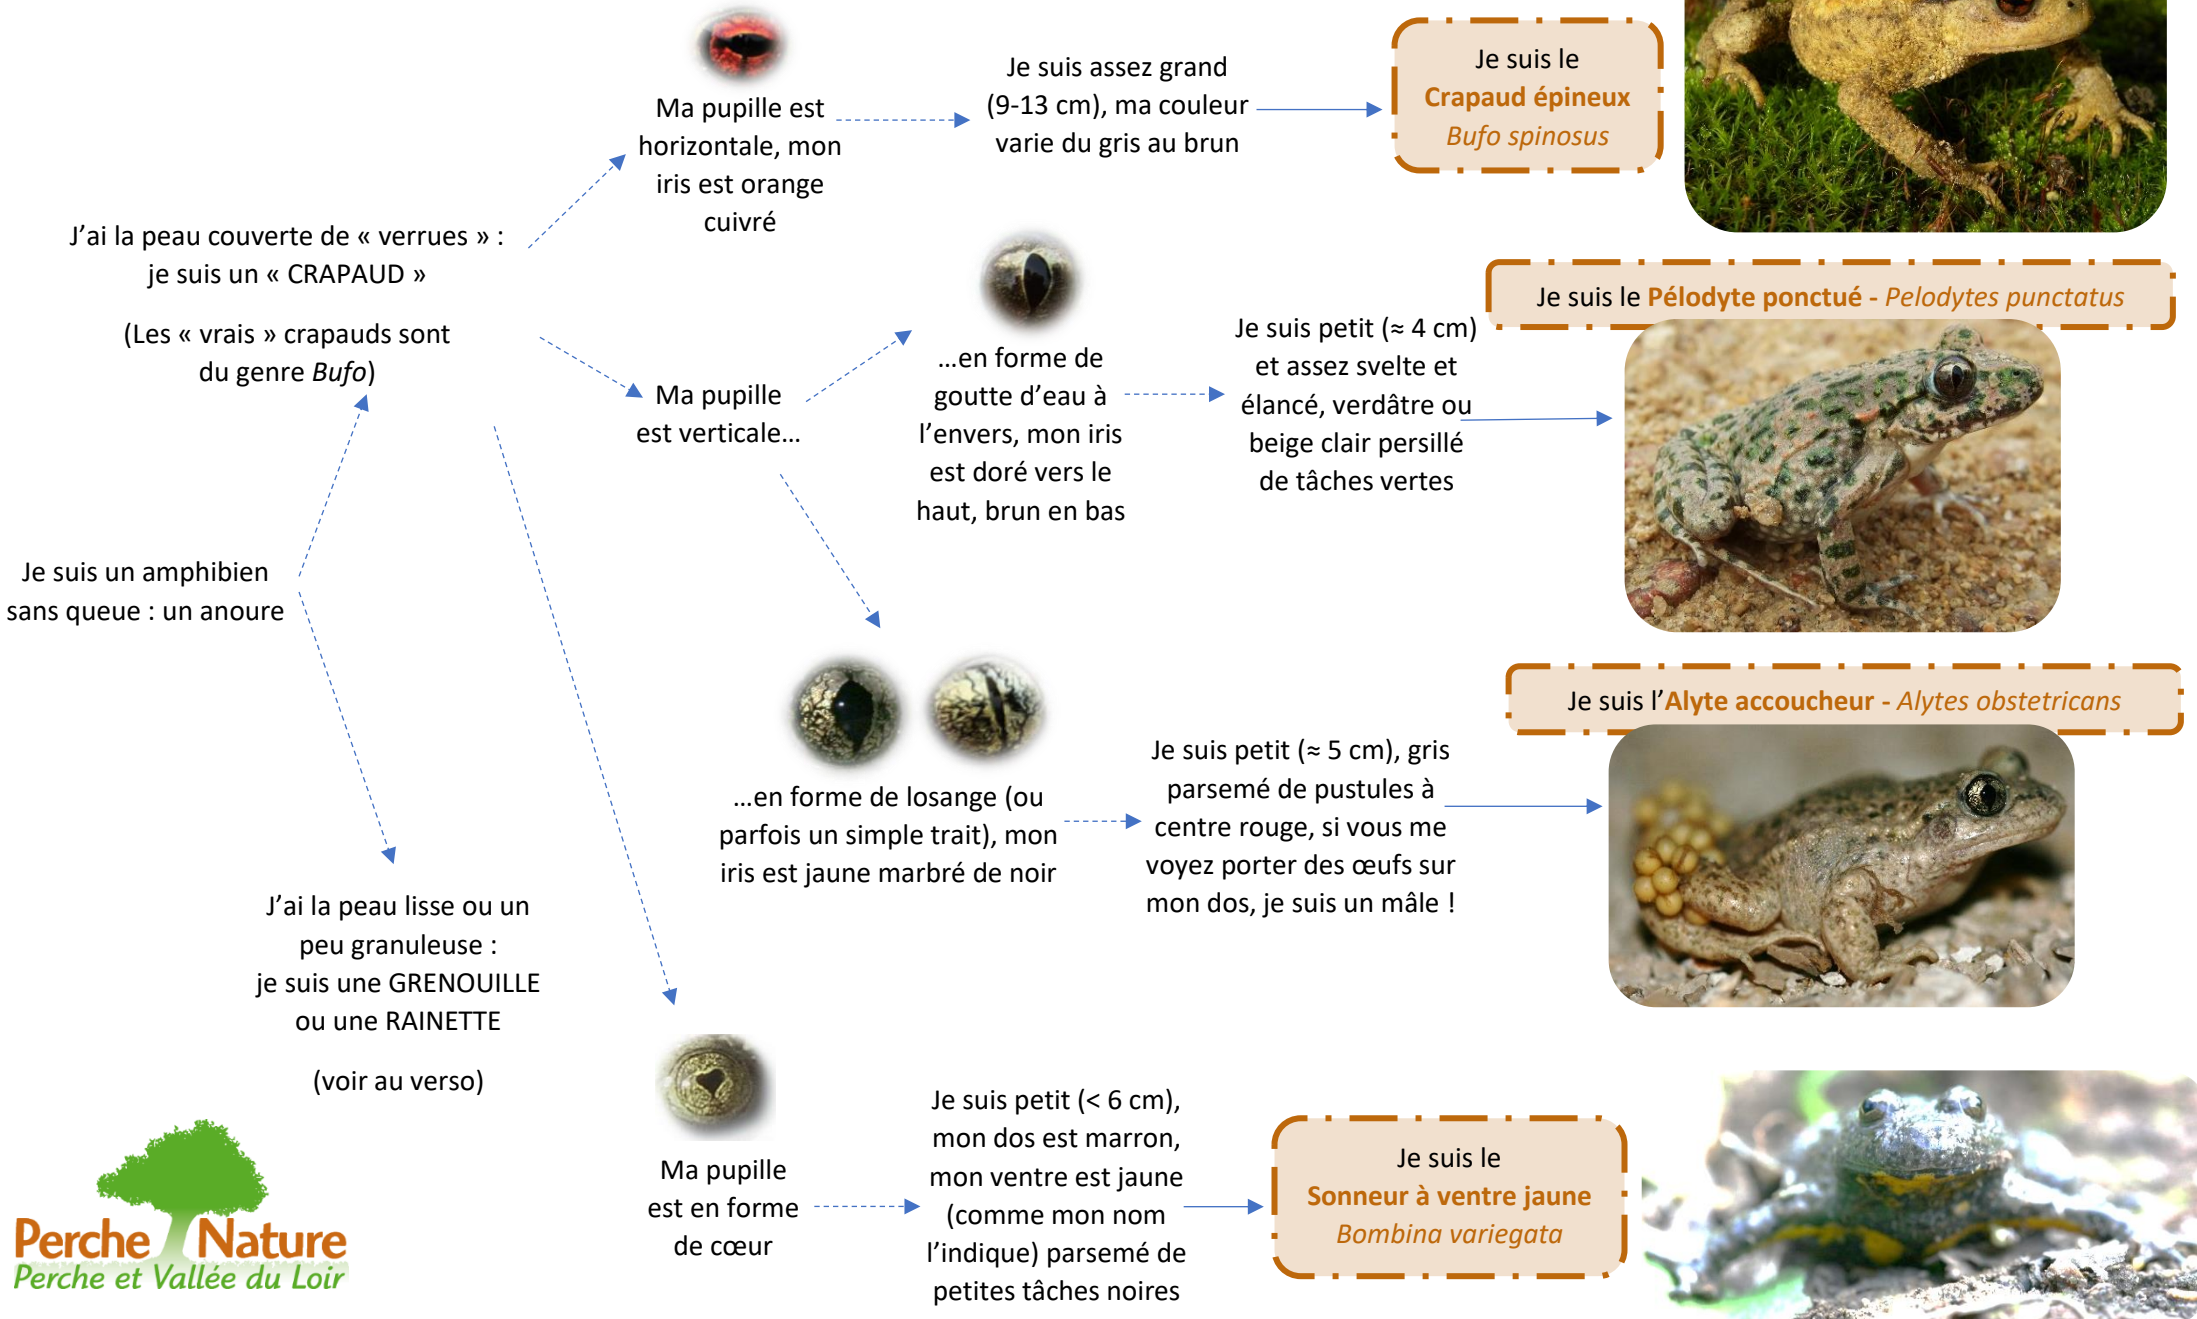 Ma pupille est
horizontale, mon
iris est orange
cuivré
Je suis assez grand
(9-13 cm), ma couleur
varie du gris au brun
Je suis le
Crapaud épineux
Bufo spinosus
J'ai la peau couverte de « verrues » :
je suis un « CRAPAUD »
(Les « vrais » crapauds sont
du genre Bufo)
Ma pupille
est verticale…
…en forme de
goutte d'eau à
l'envers, mon iris
est doré vers le
haut, brun en bas
Je suis petit (≈ 4 cm)
et assez svelte et
élancé, verdâtre ou
beige clair persillé
de tâches vertes
Je suis le Pélodyte ponctué - Pelodytes punctatus
Je suis un amphibien
sans queue : un anoure
…en forme de losange (ou
parfois un simple trait), mon
iris est jaune marbré de noir
Je suis petit (≈ 5 cm), gris
parsemé de pustules à
centre rouge, si vous me
voyez porter des œufs sur
mon dos, je suis un mâle !
Je suis l'Alyte accoucheur - Alytes obstetricans
J'ai la peau lisse ou un
peu granuleuse :
je suis une GRENOUILLE
ou une RAINETTE
(voir au verso)
Ma pupille
est en forme
de cœur
Je suis petit (< 6 cm),
mon dos est marron,
mon ventre est jaune
(comme mon nom
l'indique) parsemé de
petites tâches noires
Je suis le
Sonneur à ventre jaune
Bombina variegata
Perche Nature
Perche et Vallée du Loir